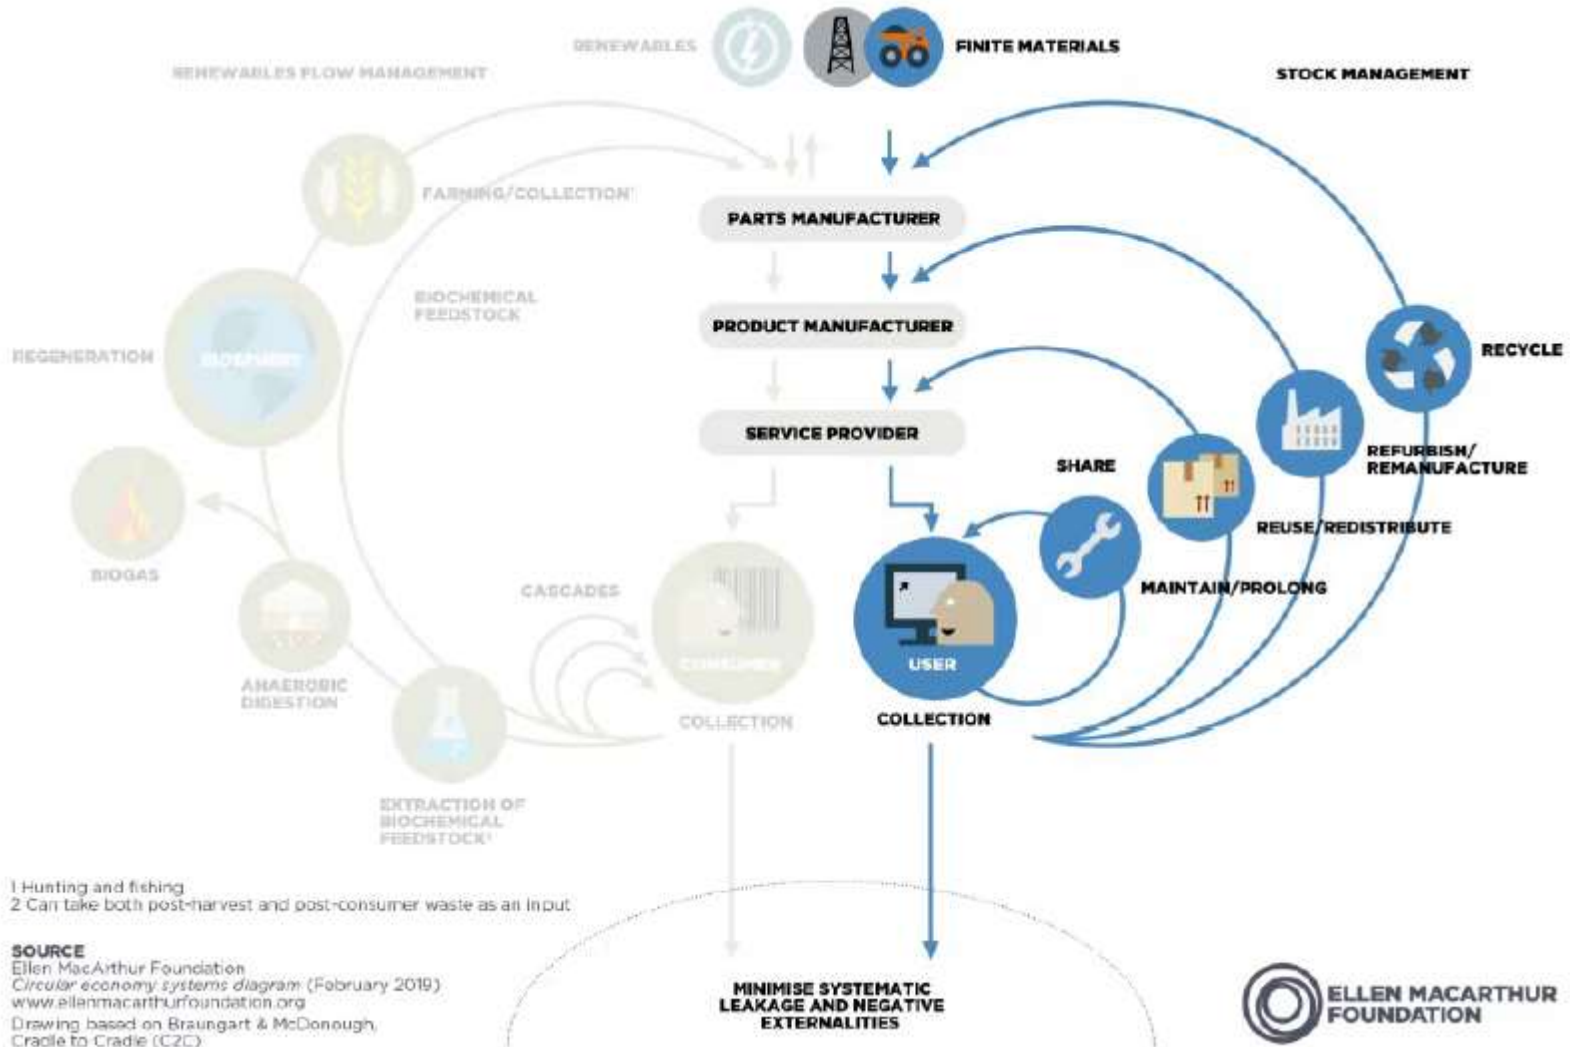 RENEWABLES
FINITE MATERIALS
RENEWABLES FLOW MANAGEMENT
STOCK MANAGEMENT
FARMING/COLLECTION¹
PARTS MANUFACTURER
BIOCHEMICAL
FEEDSTOCK
PRODUCT MANUFACTURER
REGENERATION
BIOSPHERE
RECYCLE
SERVICE PROVIDER
SHARE
REFURBISH/
REMANUFACTURE
REUSE/REDISTRIBUTE
BIOGAS
CASCADES
MAINTAIN/PROLONG
CONSUMER
USER
ANAEROBIC
DIGESTION
COLLECTION
COLLECTION
EXTRACTION OF
BIOCHEMICAL
FEEDSTOCK²
1 Hunting and fishing
2 Can take both post-harvest and post-consumer waste as an input
SOURCE
Ellen MacArthur Foundation
Circular economy systems diagram (February 2019)
www.ellenmacarthurfoundation.org
Drawing based on Braungart & McDonough,
Cradle to Cradle (C2C)
MINIMISE SYSTEMATIC
LEAKAGE AND NEGATIVE
EXTERNALITIES
ELLEN MACARTHUR
FOUNDATION